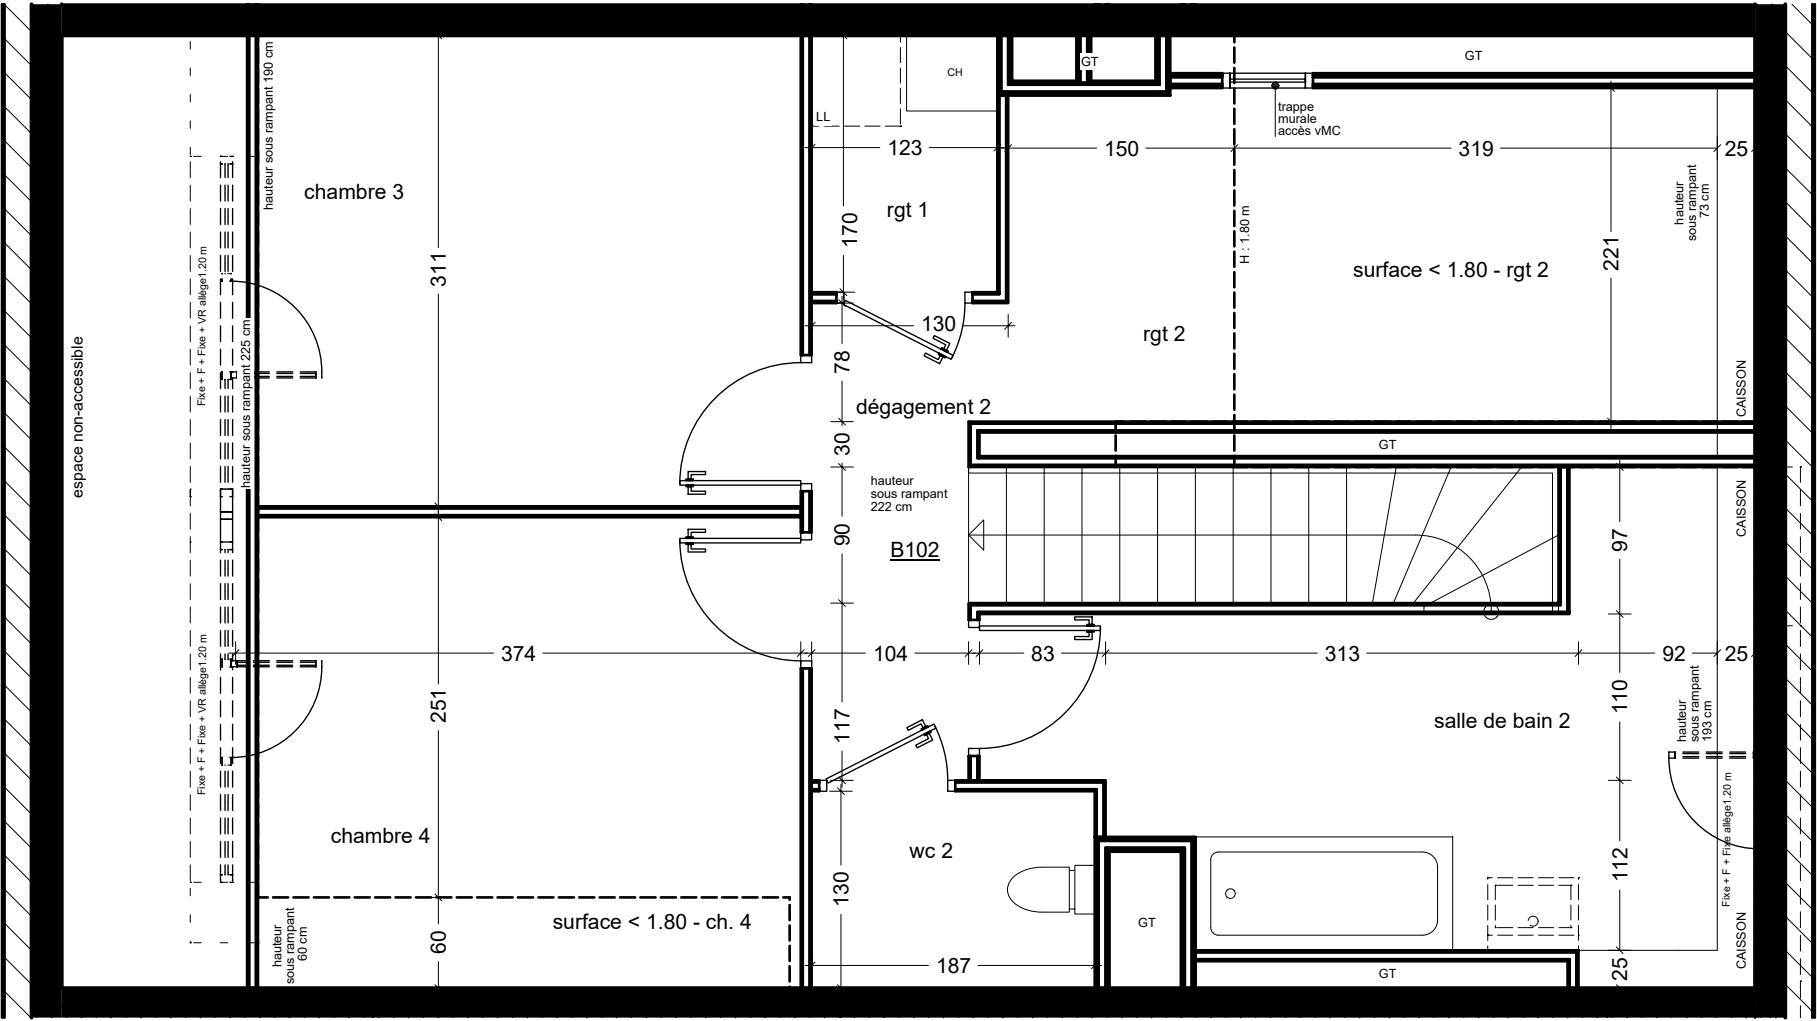 GT
GT
CH
LL
trappe
murale
accès vMC
123
150
319
25
hauteur sous rampant 190 cm
chambre 3
rgt 1
170
H : 1.80 m
hauteur
sous rampant
73 cm
311
surface < 1.80 - rgt 2
221
Fixe + F + Fixe + VR allège1.20 m
hauteur sous rampant 225 cm
130
rgt 2
78
espace non-accessible
CAISSON
dégagement 2
30
GT
hauteur
sous rampant
222 cm
90
B102
97
CAISSON
374
104
83
313
92
25
Fixe + F + Fixe + VR allège1.20 m
251
117
110
salle de bain 2
hauteur
sous rampant
193 cm
chambre 4
wc 2
130
112
Fixe + F + Fixe allège1.20 m
surface < 1.80 - ch. 4
hauteur
sous rampant
60 cm
60
GT
CAISSON
187
GT
25